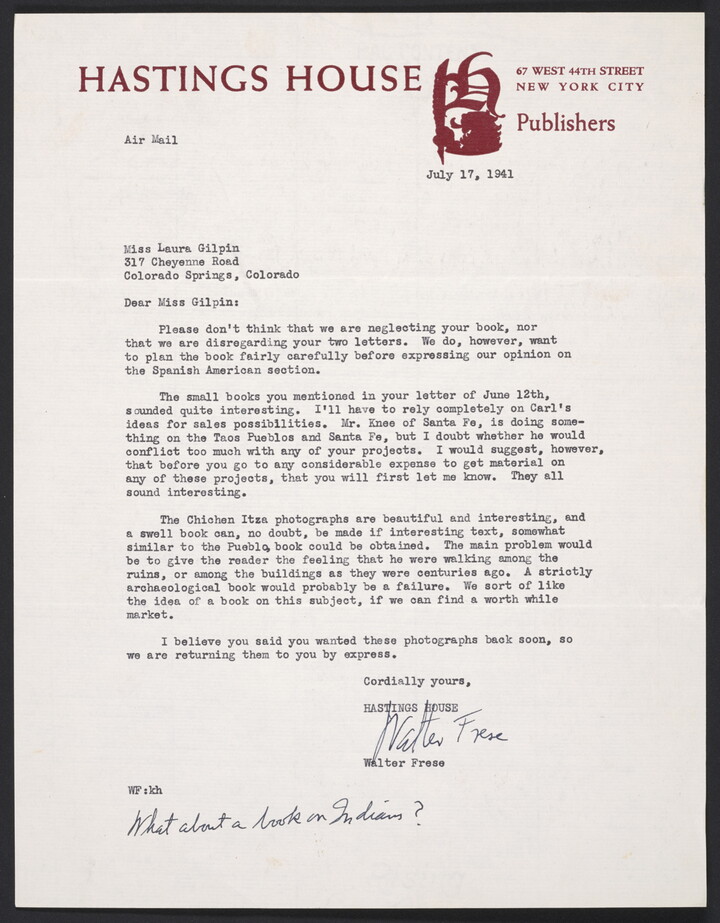 HASTINGS HOUSE
67 WEST 44TH STREET
NEW YORK CITY
Publishers
Air Mail
July 17, 1941
Miss Laura Gilpin
317 Cheyenne Road
Colorado Springs, Colorado
Dear Miss Gilpin:
Please don't think that we are neglecting your book, nor
that we are disregarding your two letters. We do, however, want
to plan the book fairly carefully before expressing our opinion on
the Spanish American section.
The small books you mentioned in your letter of June 12th,
sounded quite interesting. I'll have to rely completely on Carl's
ideas for sales possibilities. Mr. Knee of Santa Fe, is doing some-
thing on the Taos Pueblos and Santa Fe, but I doubt whether he would
conflict too much with any of your projects. I would suggest, however,
that before you go to any considerable expense to get material on
any of these projects, that you will first let me know. They all
sound interesting.
The Chichen Itza photographs are beautiful and interesting, and
a swell book can, no doubt, be made if interesting text, somewhat
similar to the Pueblo, book could be obtained. The main problem would
be to give the reader the feeling that he were walking among the
ruins, or among the buildings as they were centuries ago. A strictly
archaeological book would probably be a failure. We sort of like
the idea of a book on this subject, if we can find a worth while
market.
I believe you said you wanted these photographs back soon, so
we are returning them to you by express.
Cordially yours,
HASTINGS HOUSE
Walter Frese
Walter Frese
WF:kh
What about a book on Indians?